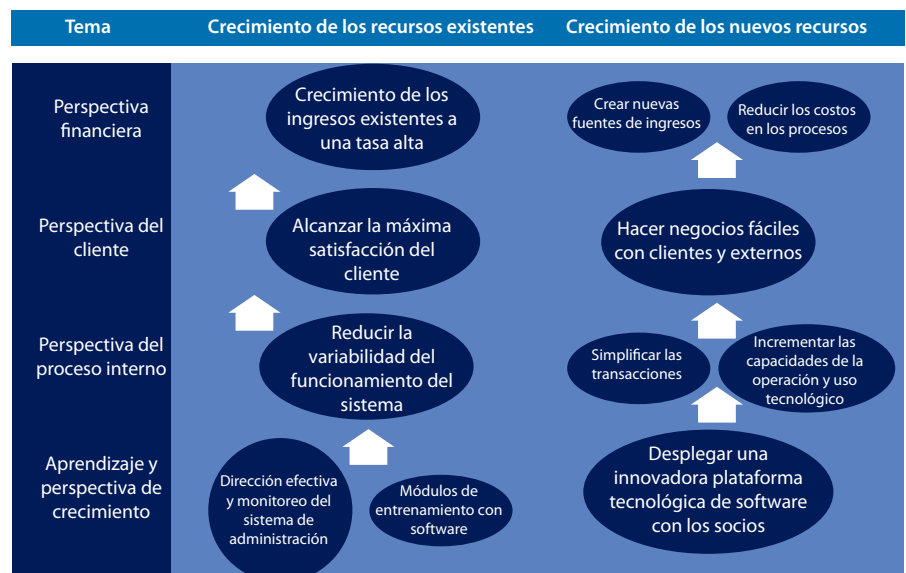 Tema
Crecimiento de los recursos existentes
Crecimiento de los nuevos recursos
Perspectiva
financiera
Crecimiento de los
ingresos existentes a
una tasa alta
Crear nuevas
fuentes de ingresos
Reducir los costos
en los procesos
Perspectiva del
cliente
Alcanzar la máxima
satisfacción del
cliente
Hacer negocios fáciles
con clientes y externos
Perspectiva del
proceso interno
Reducir la
variabilidad del
funcionamiento del
sistema
Simplificar las
transacciones
Incrementar las
capacidades de la
operación y uso
tecnológico
Aprendizaje y
perspectiva de
crecimiento
Dirección efectiva
y monitoreo del
sistema de
administración
Módulos de
entrenamiento con
software
Desplegar una
innovadora plataforma
tecnológica de software
con los socios